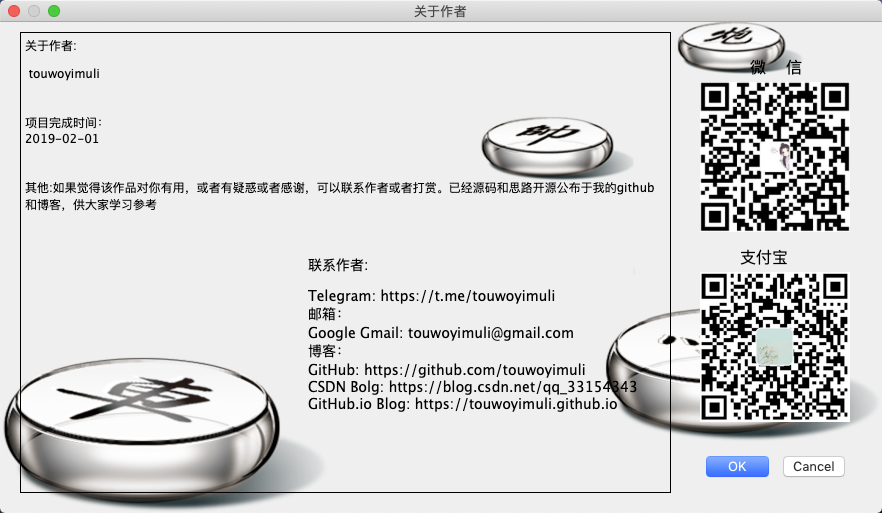 关于作者
关于作者:
touwoyimuli
项目完成时间：
2019-02-01
其他:如果觉得该作品对你有用，或者有疑惑或者感谢，可以联系作者或者打赏。已经源码和思路开源公布于我的github
和博客，供大家学习参考
联系作者:
Telegram: https://t.me/touwoyimuli
邮箱：
Google Gmail: touwoyimuli@gmail.com
博客：
GitHub: https://github.com/touwoyimuli
CSDN Bolg: https://blog.csdn.net/qq_33154343
GitHub.io Blog: https://touwoyimuli.github.io
炮
微 信
帥
支付宝
車
OK
Cancel